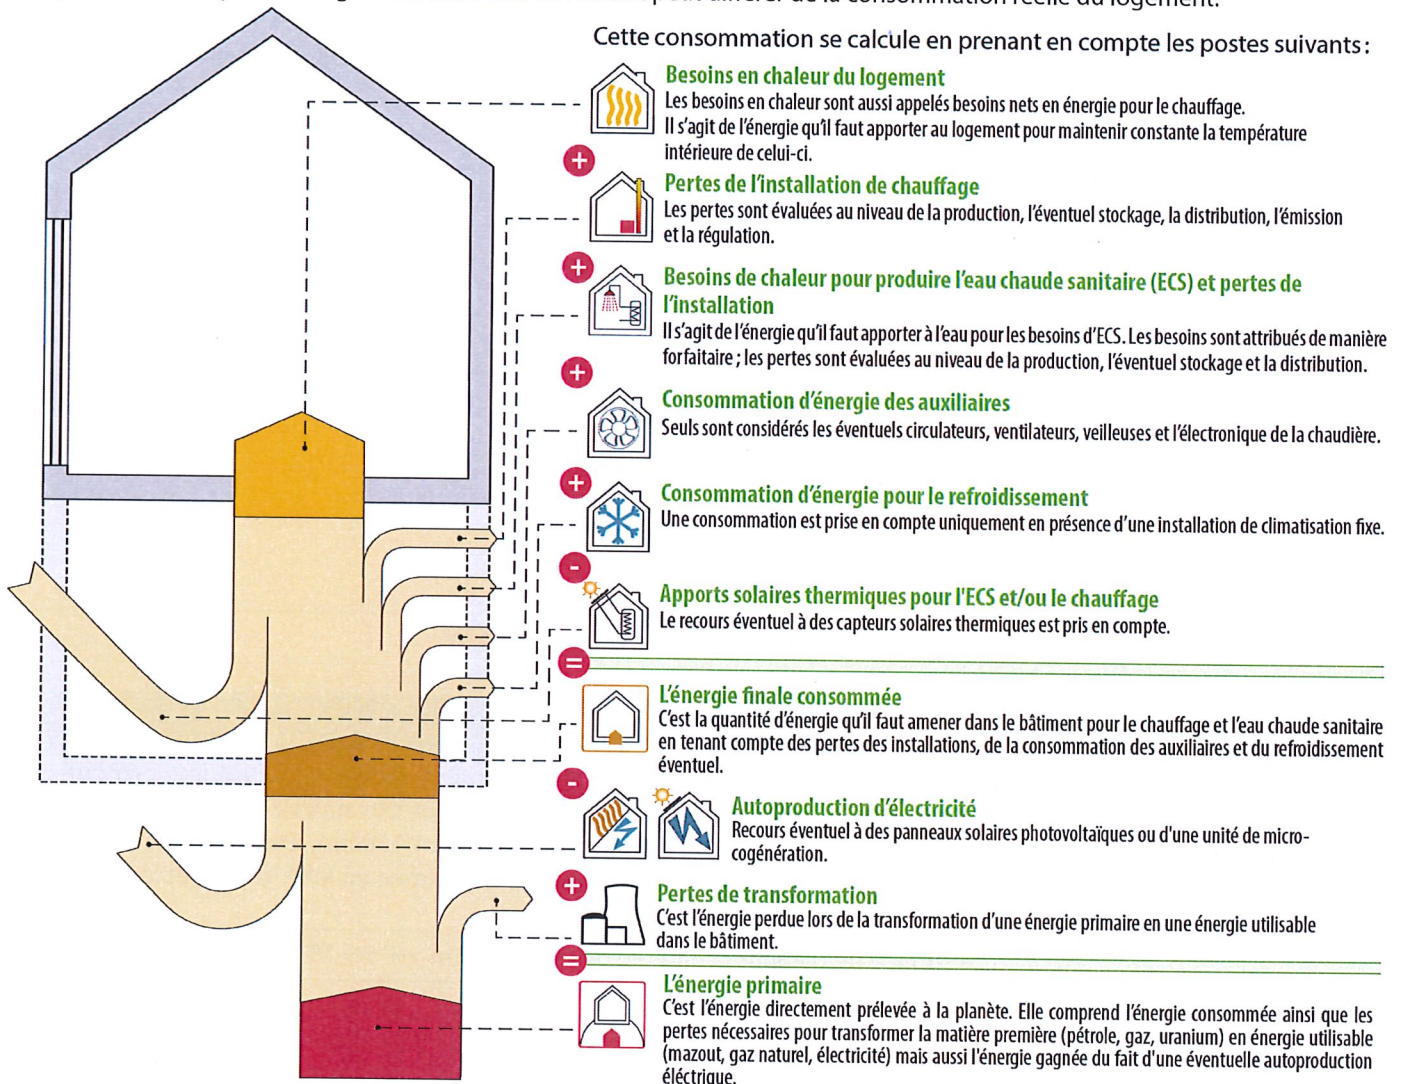 de la consommation réelle du logement.
Cette consommation se calcule en prenant en compte les postes suivants :
Besoins en chaleur du logement
Les besoins en chaleur sont aussi appelés besoins nets en énergie pour le chauffage.
Il s'agit de l'énergie qu'il faut apporter au logement pour maintenir constante la température
intérieure de celui-ci.
+
Pertes de l'installation de chauffage
Les pertes sont évaluées au niveau de la production, l'éventuel stockage, la distribution, l'émission
et la régulation.
+
Besoins de chaleur pour produire l'eau chaude sanitaire (ECS) et pertes de
l'installation
Il s'agit de l'énergie qu'il faut apporter à l'eau pour les besoins d'ECS. Les besoins sont attribués de manière
forfaitaire ; les pertes sont évaluées au niveau de la production, l'éventuel stockage et la distribution.
+
Consommation d'énergie des auxiliaires
Seuls sont considérés les éventuels circulateurs, ventilateurs, veilleuses et l'électronique de la chaudière.
+
Consommation d'énergie pour le refroidissement
Une consommation est prise en compte uniquement en présence d'une installation de climatisation fixe.
-
Apports solaires thermiques pour l'ECS et/ou le chauffage
Le recours éventuel à des capteurs solaires thermiques est pris en compte.
=
L'énergie finale consommée
C'est la quantité d'énergie qu'il faut amener dans le bâtiment pour le chauffage et l'eau chaude sanitaire
en tenant compte des pertes des installations, de la consommation des auxiliaires et du refroidissement
éventuel.
-
Autoproduction d'électricité
Recours éventuel à des panneaux solaires photovoltaïques ou d'une unité de micro-
cogénération.
+
Pertes de transformation
C'est l'énergie perdue lors de la transformation d'une énergie primaire en une énergie utilisable
dans le bâtiment.
=
L'énergie primaire
C'est l'énergie directement prélevée à la planète. Elle comprend l'énergie consommée ainsi que les
pertes nécessaires pour transformer la matière première (pétrole, gaz, uranium) en énergie utilisable
(mazout, gaz naturel, électricité) mais aussi l'énergie gagnée du fait d'une éventuelle autoproduction
éléctrique.